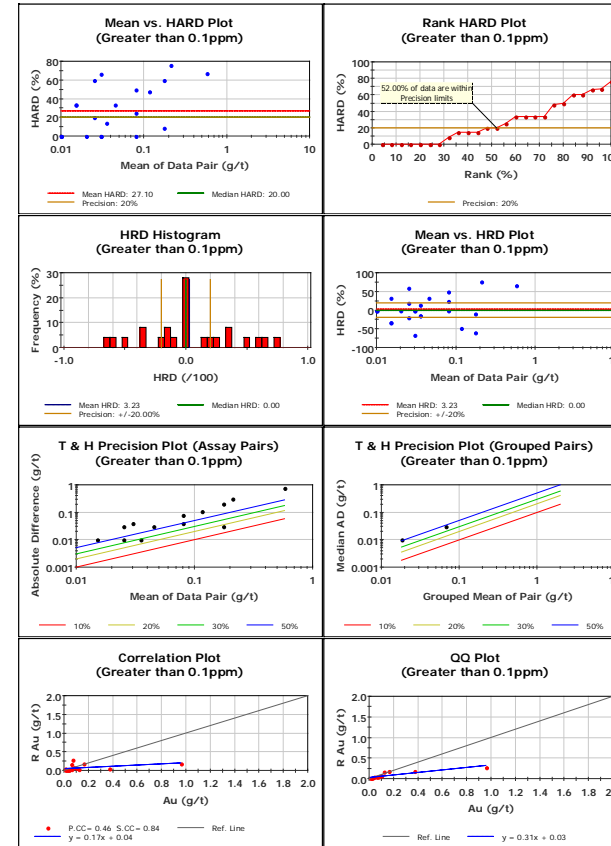 Mean vs. HARD Plot
(Greater than 0.1ppm)
HARD (%)
80
60
40
20
0
0.01
0.1
1
10
Mean of Data Pair (g/t)
Mean HARD: 27.10
Median HARD: 20.00
Precision: 20%
Rank HARD Plot
(Greater than 0.1ppm)
HARD (%)
100
80
60
40
20
0
52.00% of data are within
Precision limits
0 10 20 30 40 50 60 70 80 90 100
Rank (%)
Precision: 20%
HRD Histogram
(Greater than 0.1ppm)
Frequency (%)
30
20
10
0
-1.0
0.0
1.0
HRD (/100)
Mean HRD: 3.23
Median HRD: 0.00
Precision: +/-20.00%
Mean vs. HRD Plot
(Greater than 0.1ppm)
HRD (%)
100
50
0
-50
-100
0.01
0.1
1
10
Mean of Data Pair (g/t)
Mean HRD: 3.23
Median HRD: 0.00
Precision: +/-20%
T & H Precision Plot (Assay Pairs)
(Greater than 0.1ppm)
Absolute Difference (g/t)
1
0.1
0.01
0.001
0.01
0.1
1
Mean of Data Pair (g/t)
10%
20%
30%
50%
T & H Precision Plot (Grouped Pairs)
(Greater than 0.1ppm)
Median AD (g/t)
1
0.1
0.01
0.001
0.01
0.1
1
10
Grouped Mean of Pair (g/t)
10%
20%
30%
50%
Correlation Plot
(Greater than 0.1ppm)
R Au (g/t)
2.0
1.5
1.0
0.5
0.0
0.0 0.2 0.4 0.6 0.8 1.0 1.2 1.4 1.6 1.8 2.0
Au (g/t)
P.CC= 0.46 S.CC= 0.84
Ref. Line
y = 0.17x + 0.04
QQ Plot
(Greater than 0.1ppm)
R Au (g/t)
2.0
1.5
1.0
0.5
0.0
0.0 0.2 0.4 0.6 0.8 1.0 1.2 1.4 1.6 1.8
Au (g/t)
Ref. Line
y = 0.31x + 0.03